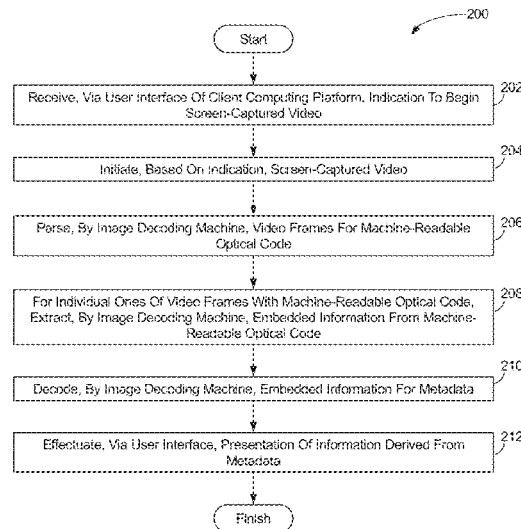 200
Start
202
Receive, Via User Interface Of Client Computing Platform, Indication To Begin
Screen-Captured Video
204
Initiate, Based On Indication, Screen-Captured Video
206
Parse, By Image Decoding Machine, Video Frames For Machine-Readable
Optical Code
208
For Individual Ones Of Video Frames With Machine-Readable Optical Code,
Extract, By Image Decoding Machine, Embedded Information From Machine-
Readable Optical Code
210
Decode, By Image Decoding Machine, Embedded Information For Metadata
212
Effectuate, Via User Interface, Presentation Of Information Derived From
Metadata
Finish